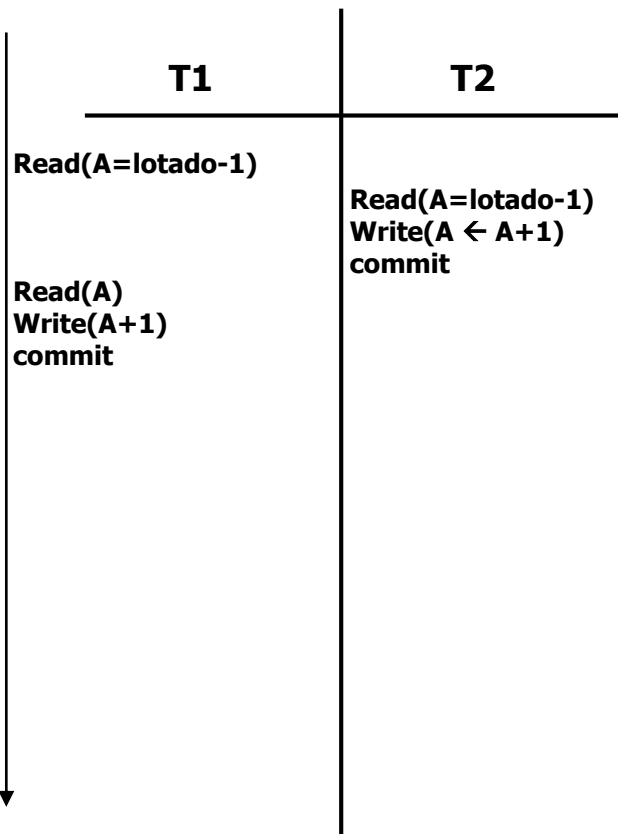 T1
T2
Read(A=lotado-1)
Read(A=lotado-1)
Write(A ← A+1)
commit
Read(A)
Write(A+1)
commit